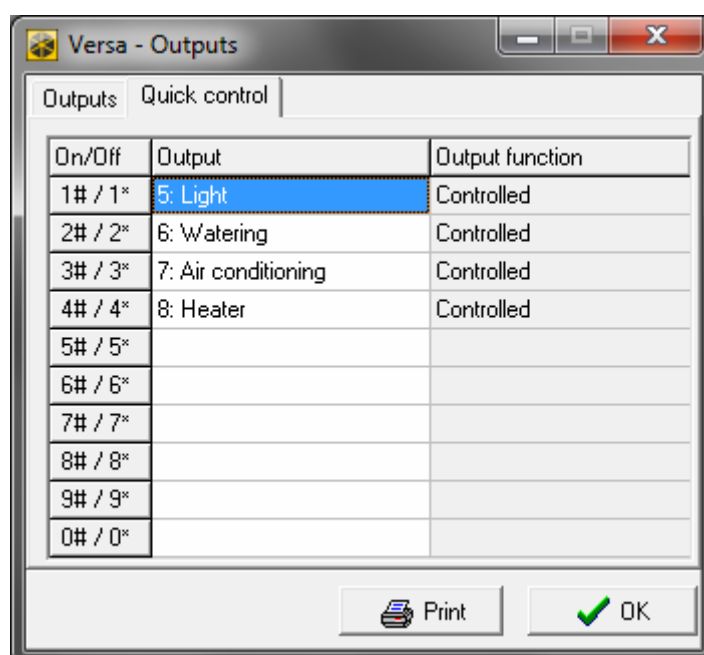 Versa - Outputs
Outputs Quick control
On/Off Output Output function
1# / 1* 5: Light Controlled
2# / 2* 6: Watering Controlled
3# / 3* 7: Air conditioning Controlled
4# / 4* 8: Heater Controlled
5# / 5*
6# / 6*
7# / 7*
8# / 8*
9# / 9*
0# / 0*
Print OK